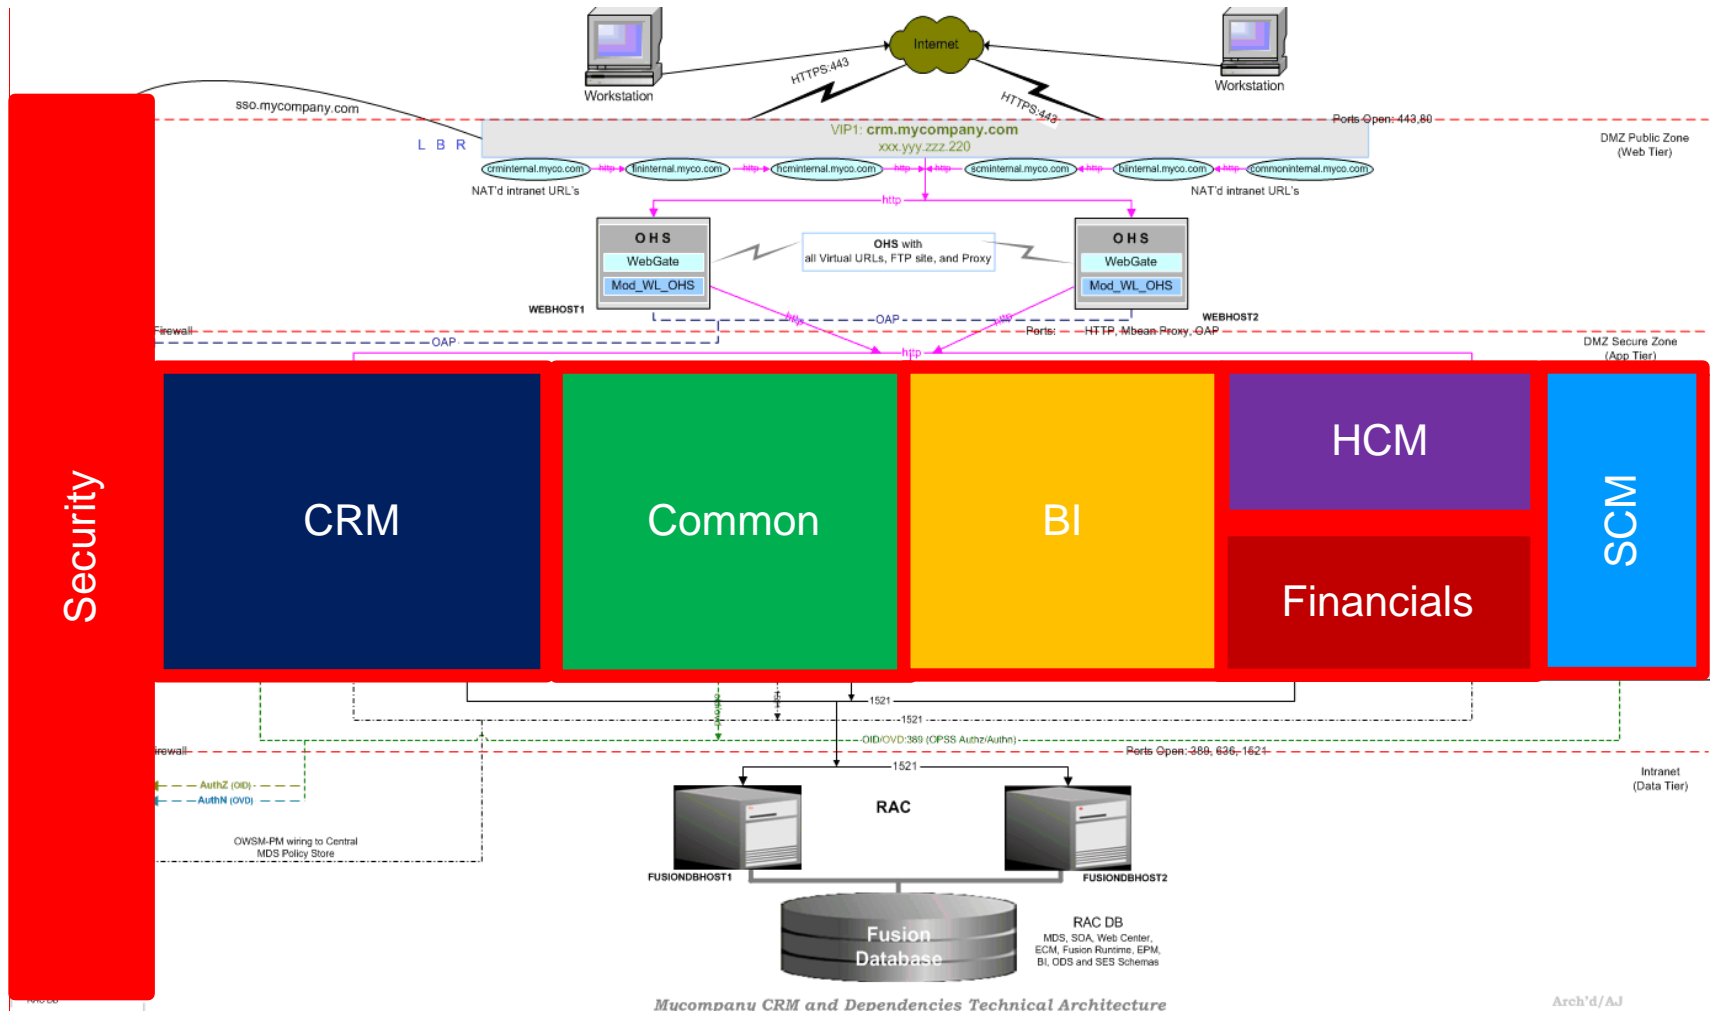 Internet
Workstation
Workstation
HTTPS:443
HTTPS:443
sso.mycompany.com
Ports Open: 443,80
VIP1: crm.mycompany.com
xxx.yyy.zzz.220
L B R
DMZ Public Zone
(Web Tier)
crminternal.myco.com
http
fininternal.myco.com
http
hcminternal.myco.com
http
http
scminternal.myco.com
http
biinternal.myco.com
http
commoninternal.myco.com
NAT'd intranet URL's
NAT'd intranet URL's
http
O H S
WebGate
Mod_WL_OHS
OHS with
all Virtual URLs, FTP site, and Proxy
O H S
WebGate
Mod_WL_OHS
WEBHOST1
WEBHOST2
http
OAP
http
Firewall
Ports:
HTTP, Mbean Proxy, OAP
OAP
http
DMZ Secure Zone
(App Tier)
Security
CRM
Common
BI
HCM
Financials
SCM
1521
1521
OID/OVD:389 (OPSS Authz/Authn)
irewall
Ports Open: 389, 636, 1521
1521
Intranet
(Data Tier)
AuthZ (OID)
AuthN (OVD)
RAC
OWSM-PM wiring to Central
MDS Policy Store
FUSIONDBHOST1
FUSIONDBHOST2
Fusion
Database
RAC DB
MDS, SOA, Web Center,
ECM, Fusion Runtime, EPM,
BI, ODS and SES Schemas
Mycompany CRM and Dependencies Technical Architecture
Arch'd/AJ